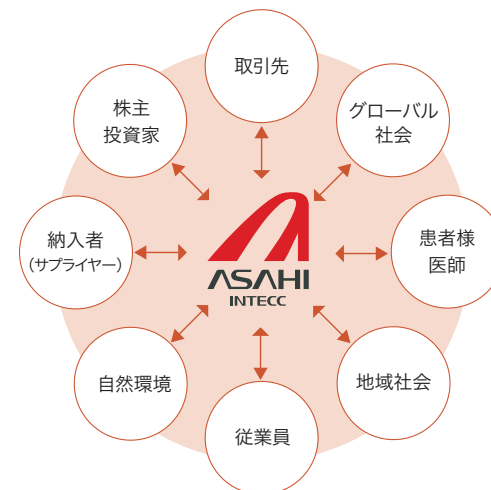 取引先
グローバル
社会
患者様
医師
地域社会
従業員
自然環境
納入者
（サプライヤー）
株主
投資家
ASAHI
INTECC